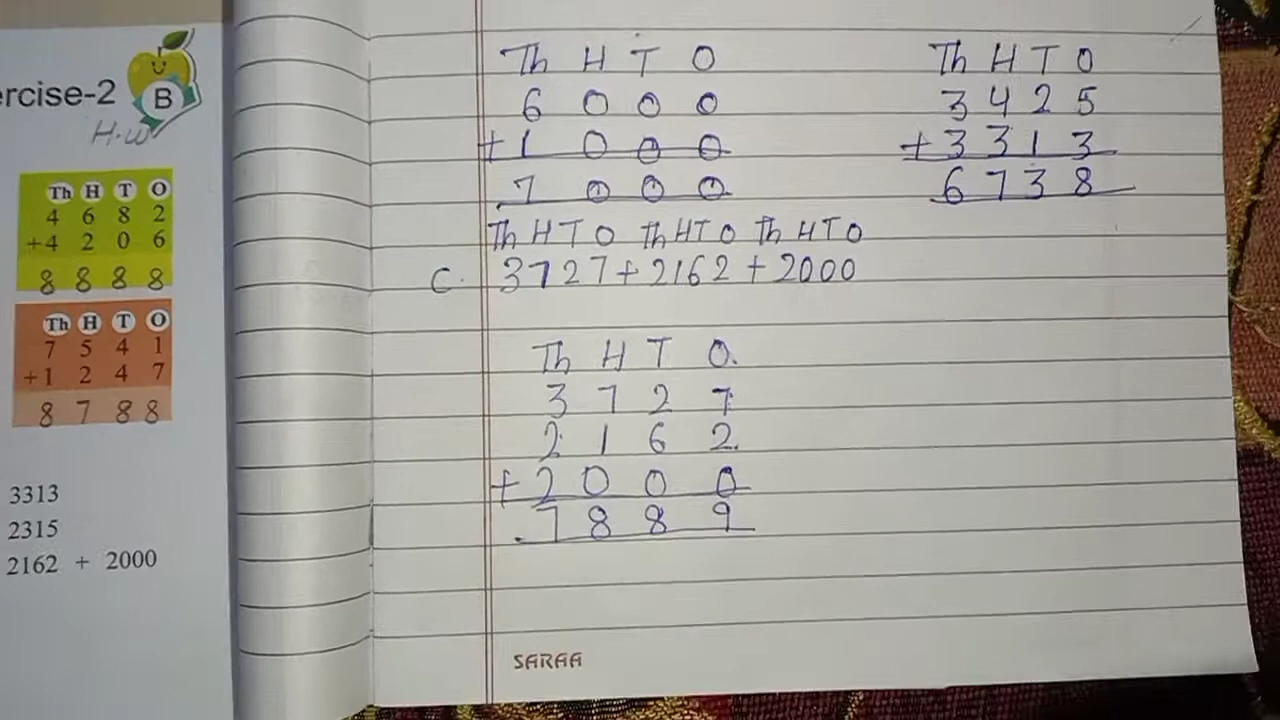 ercise-2 B
H.W
Th H T O
4 6 8 2
+4 2 0 6
8 8 8 8
Th H T O
7 5 4 1
+1 2 4 7
8 7 8 8
3313
2315
2162 + 2000
Th H T O
6 0 0 0
+ 1 0 0 0
7 0 0 0
Th H T O
3 4 2 5
+ 3 3 1 3
6 7 3 8
Th H T O Th H T O Th H T O
C. 3727 + 2162 + 2000
Th H T O
3 7 2 7
2 1 6 2
+ 2 0 0 0
7 8 8 9
SARAA